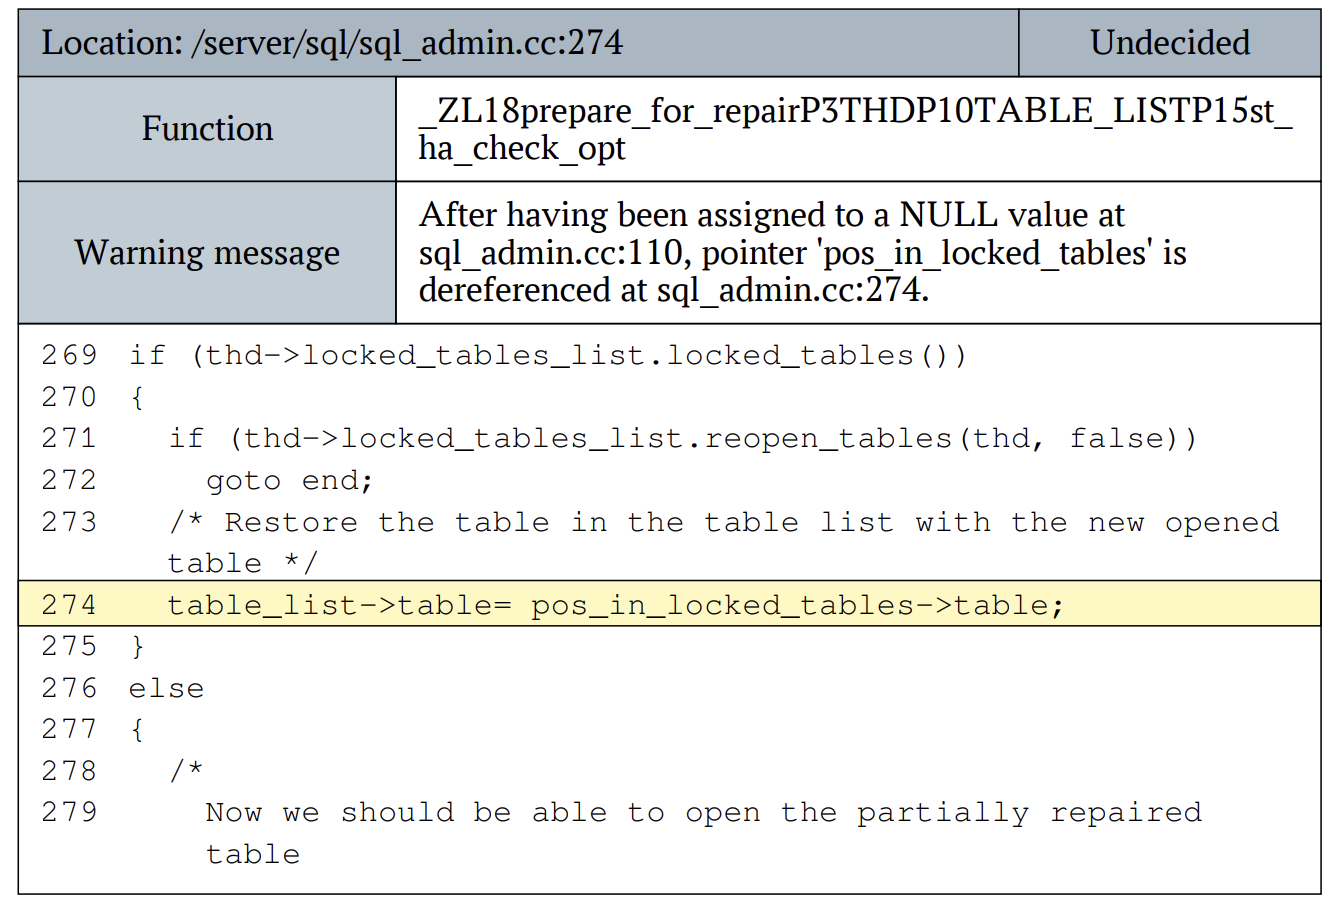 Location: /server/sql/sql_admin.cc:274
Undecided
Function
_ZL18prepare_for_repairP3THDP10TABLE_LISTP15st_
ha_check_opt
Warning message
After having been assigned to a NULL value at
sql_admin.cc:110, pointer 'pos_in_locked_tables' is
dereferenced at sql_admin.cc:274.
269 if (thd->locked_tables_list.locked_tables())
270 {
271   if (thd->locked_tables_list.reopen_tables(thd, false))
272     goto end;
273   /* Restore the table in the table list with the new opened
      table */
274   table_list->table= pos_in_locked_tables->table;
275 }
276 else
277 {
278   /*
279     Now we should be able to open the partially repaired
        table